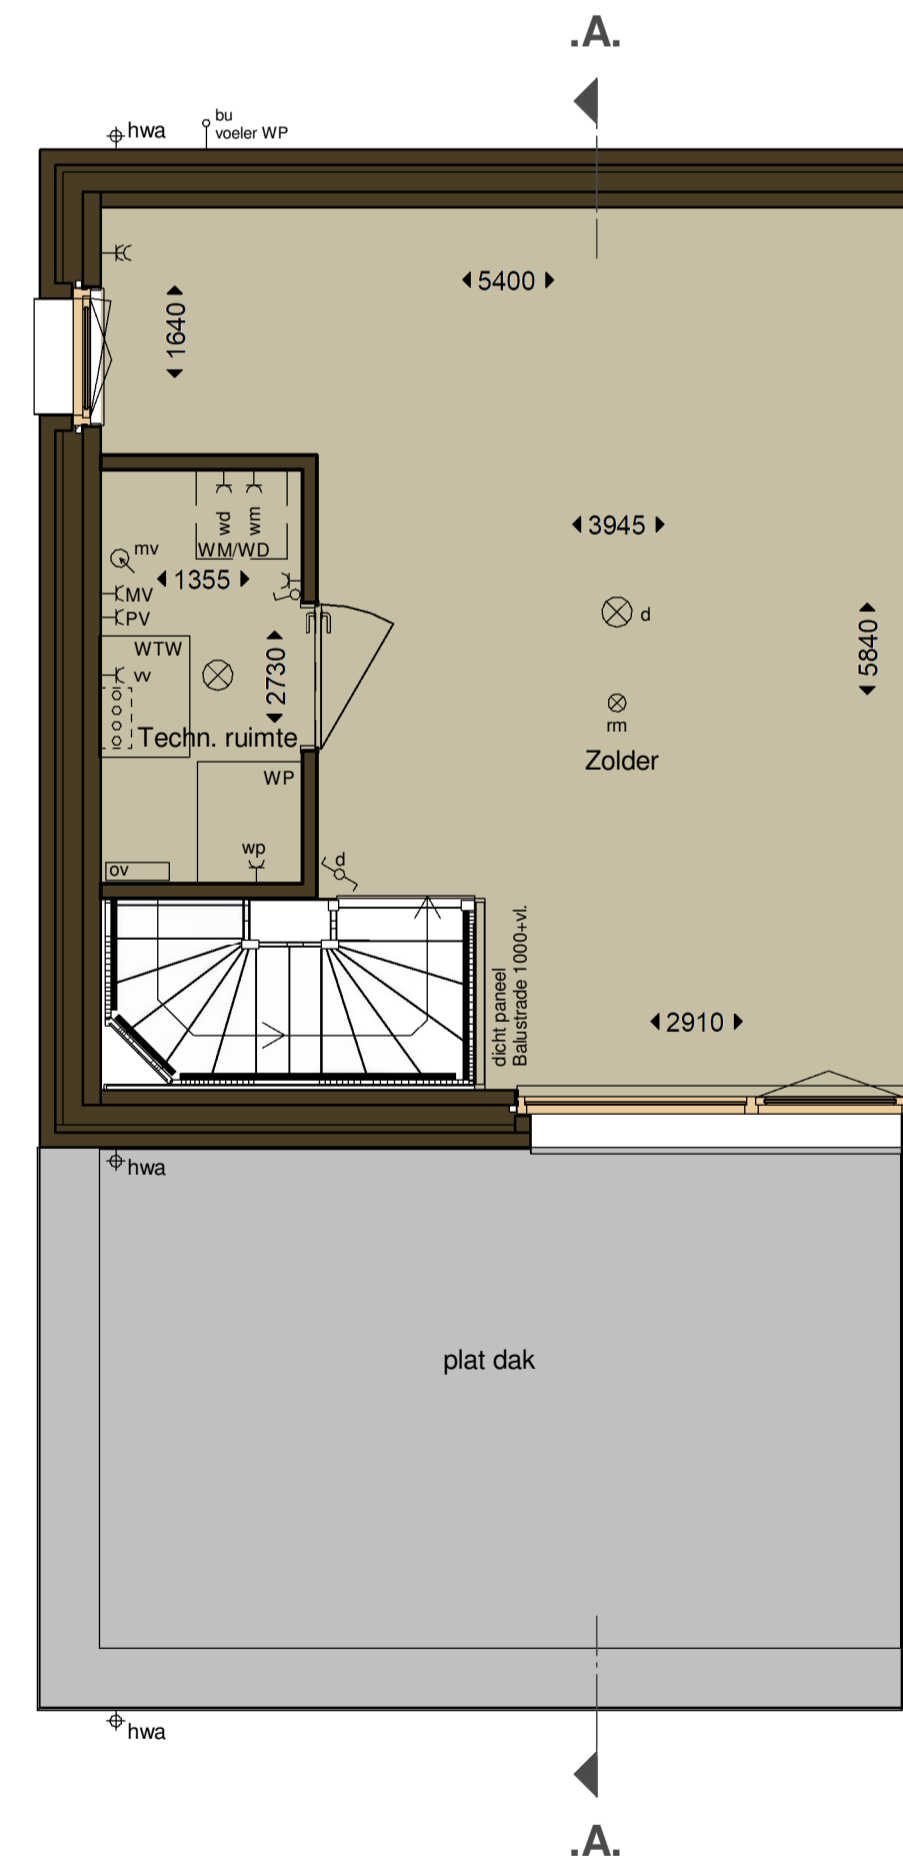 .A.
hwa
bu
voeler WP
5400
1640
wd
wm
WM/WD
3945
mv
1355
MV
PV
d
WTW
vv
2730
5840
rm
Techn. ruimte
Zolder
WP
wp
d
ov
dicht paneel
Balustrade 1000+vl.
2910
hwa
plat dak
hwa
.A.